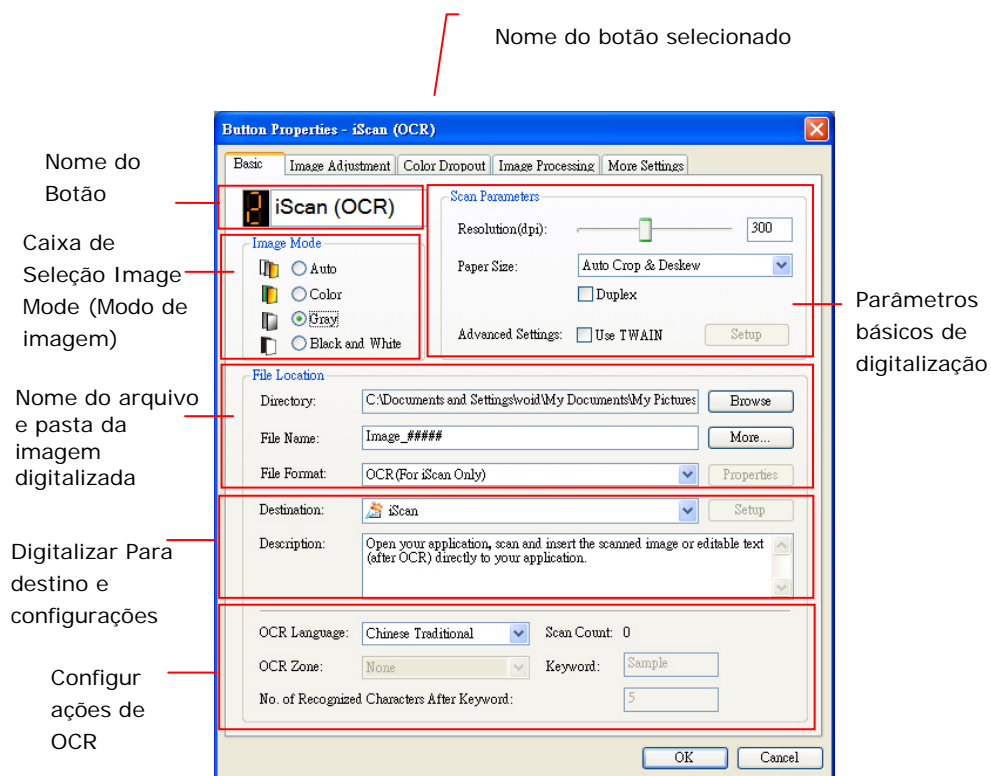 Nome do botão selecionado
Button Properties - iScan (OCR)
Nome do
Botão
Basic Image Adjustment Color Dropout Image Processing More Settings
2 iScan (OCR)
Caixa de
Seleção Image
Mode (Modo de
imagem)
Image Mode
Auto
Color
Gray
Black and White
Scan Parameters
Resolution(dpi): 300
Paper Size: Auto Crop & Deskew
Duplex
Advanced Settings: Use TWAIN Setup
Parâmetros
básicos de
digitalização
Nome do arquivo
e pasta da
imagem
digitalizada
File Location
Directory: C:\Documents and Settings\void\My Documents\My Pictures Browse
File Name: Image_##### More...
File Format: OCR(For iScan Only) Properties
Digitalizar Para
destino e
configurações
Destination: iScan Setup
Description: Open your application, scan and insert the scanned image or editable text
(after OCR) directly to your application.
Configur
ações de
OCR
OCR Language: Chinese Traditional Scan Count: 0
OCR Zone: None Keyword: Sample
No. of Recognized Characters After Keyword: 5
OK Cancel